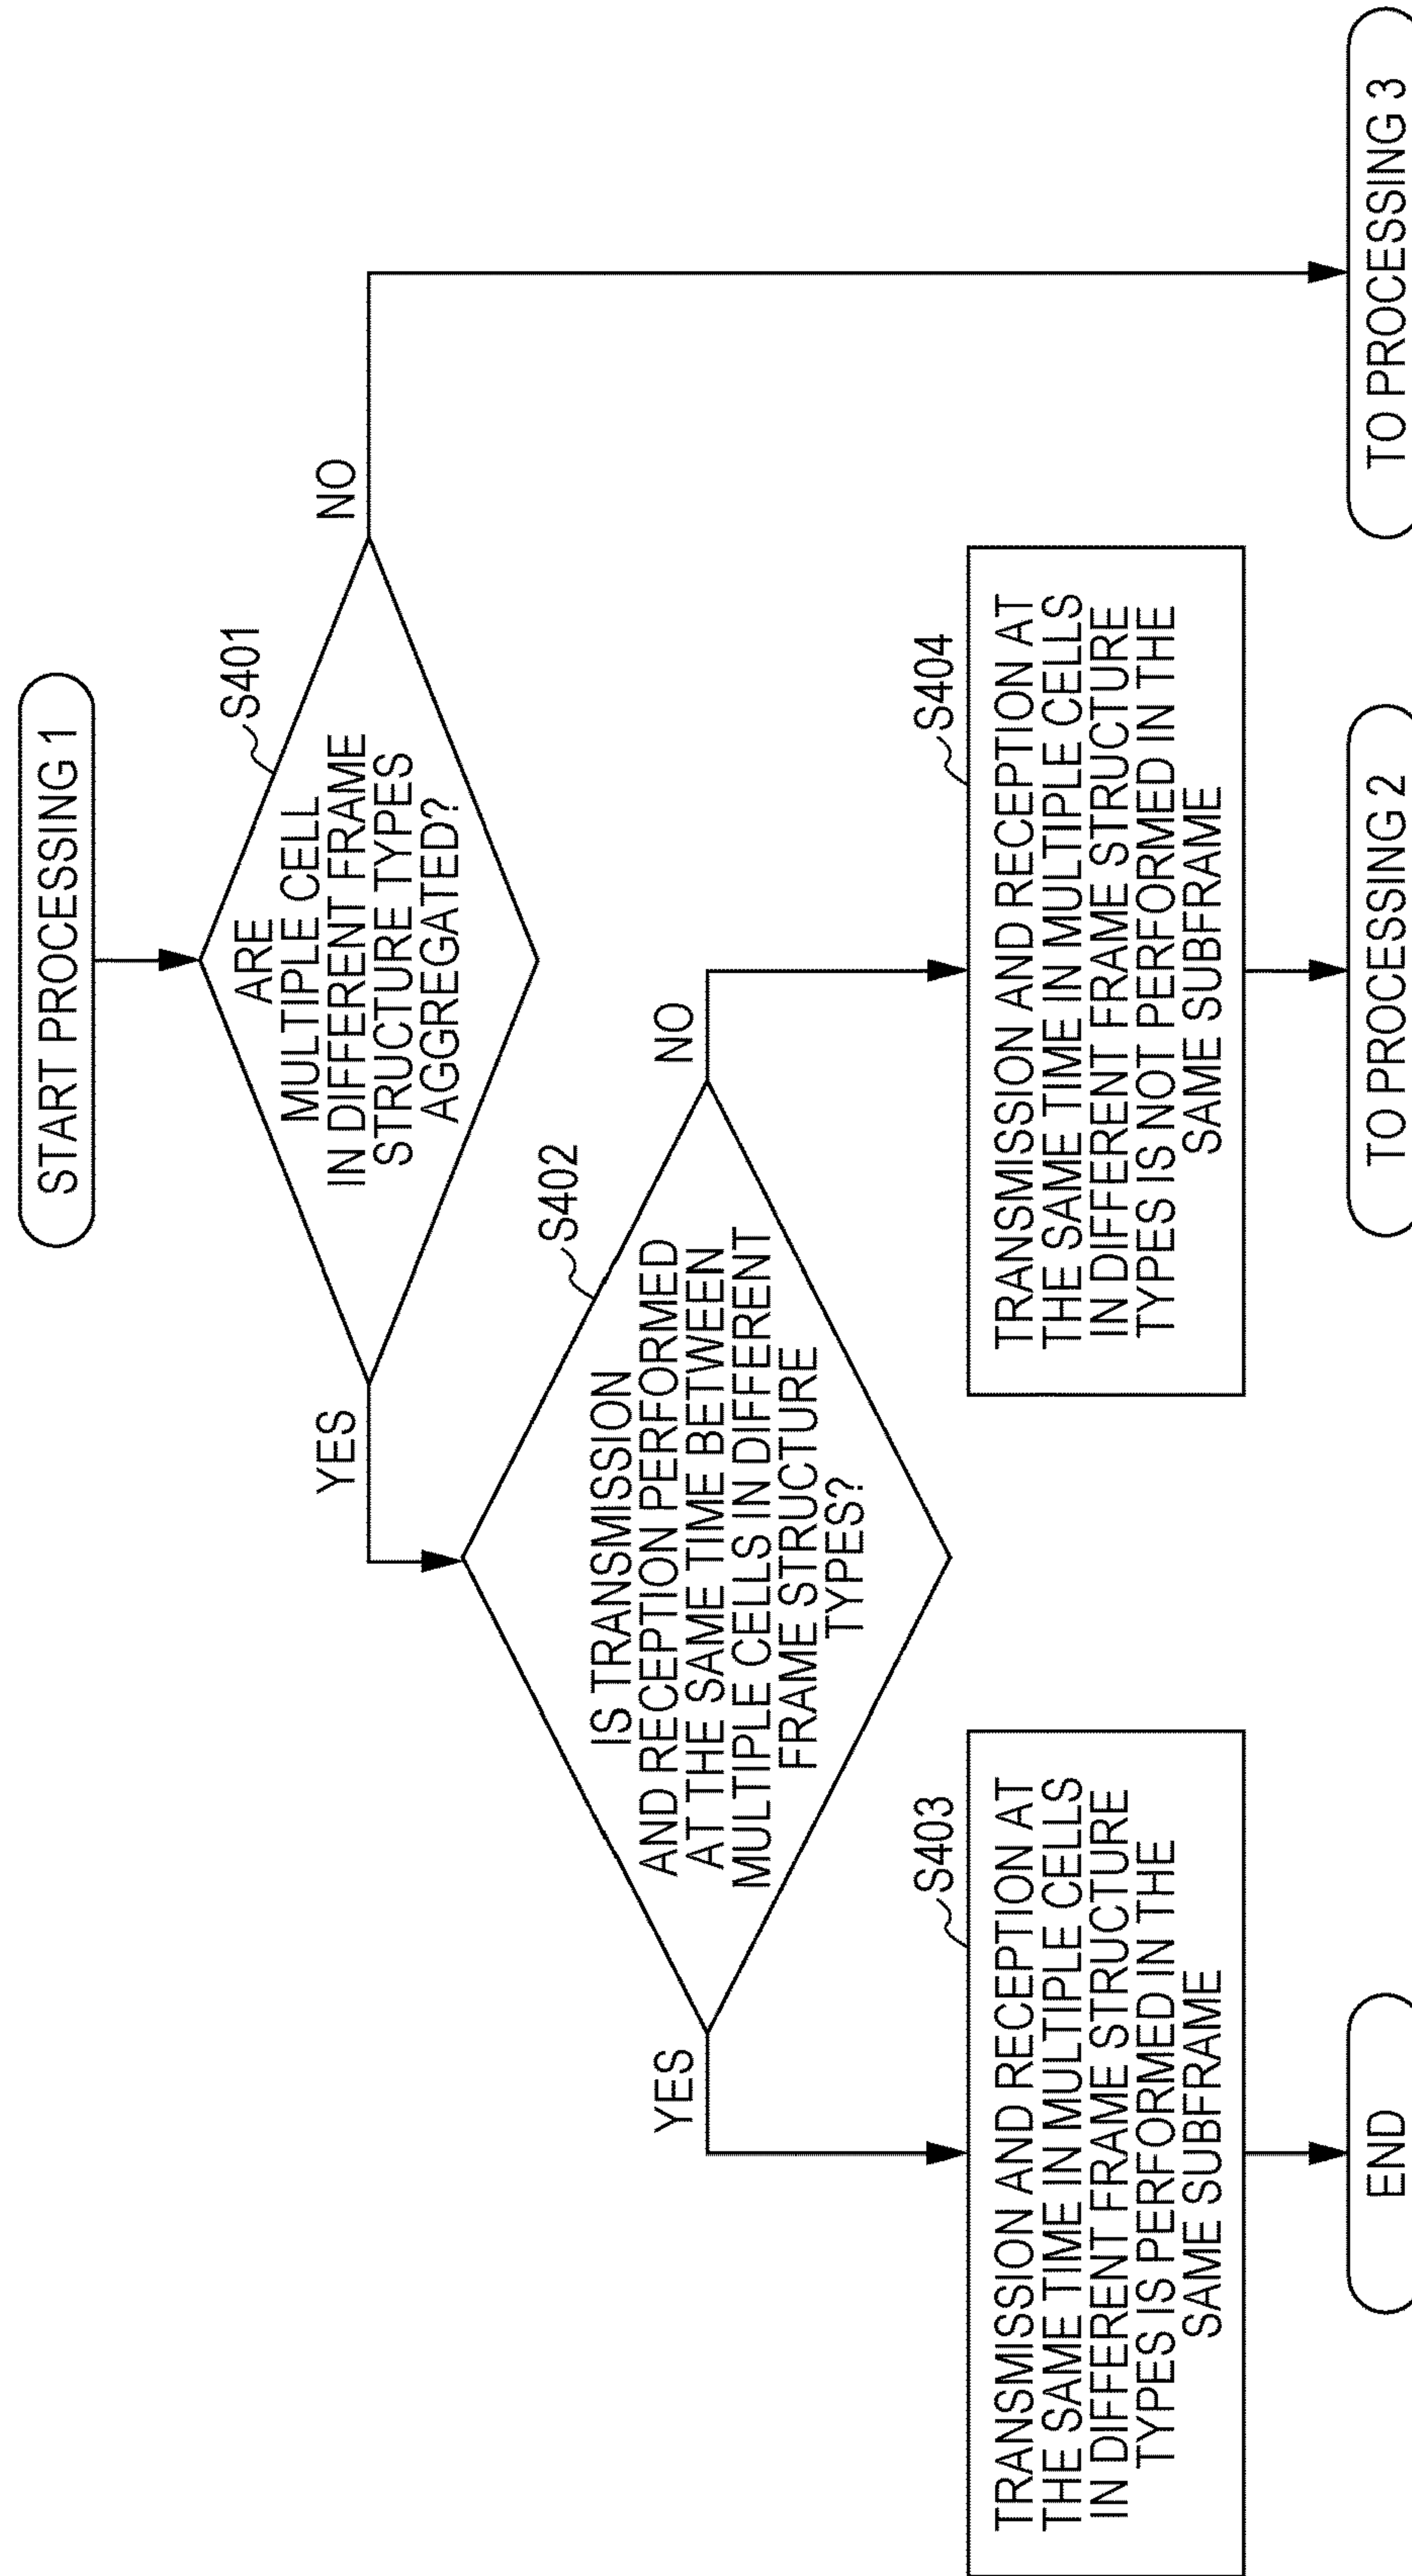 START PROCESSING 1
S401
ARE
MULTIPLE CELL
IN DIFFERENT FRAME
STRUCTURE TYPES
AGGREGATED?
YES
NO
S402
IS TRANSMISSION
AND RECEPTION PERFORMED
AT THE SAME TIME BETWEEN
MULTIPLE CELLS IN DIFFERENT
FRAME STRUCTURE
TYPES?
YES
NO
S403
TRANSMISSION AND RECEPTION AT
THE SAME TIME IN MULTIPLE CELLS
IN DIFFERENT FRAME STRUCTURE
TYPES IS PERFORMED IN THE
SAME SUBFRAME
S404
TRANSMISSION AND RECEPTION AT
THE SAME TIME IN MULTIPLE CELLS
IN DIFFERENT FRAME STRUCTURE
TYPES IS NOT PERFORMED IN THE
SAME SUBFRAME
END
TO PROCESSING 2
TO PROCESSING 3